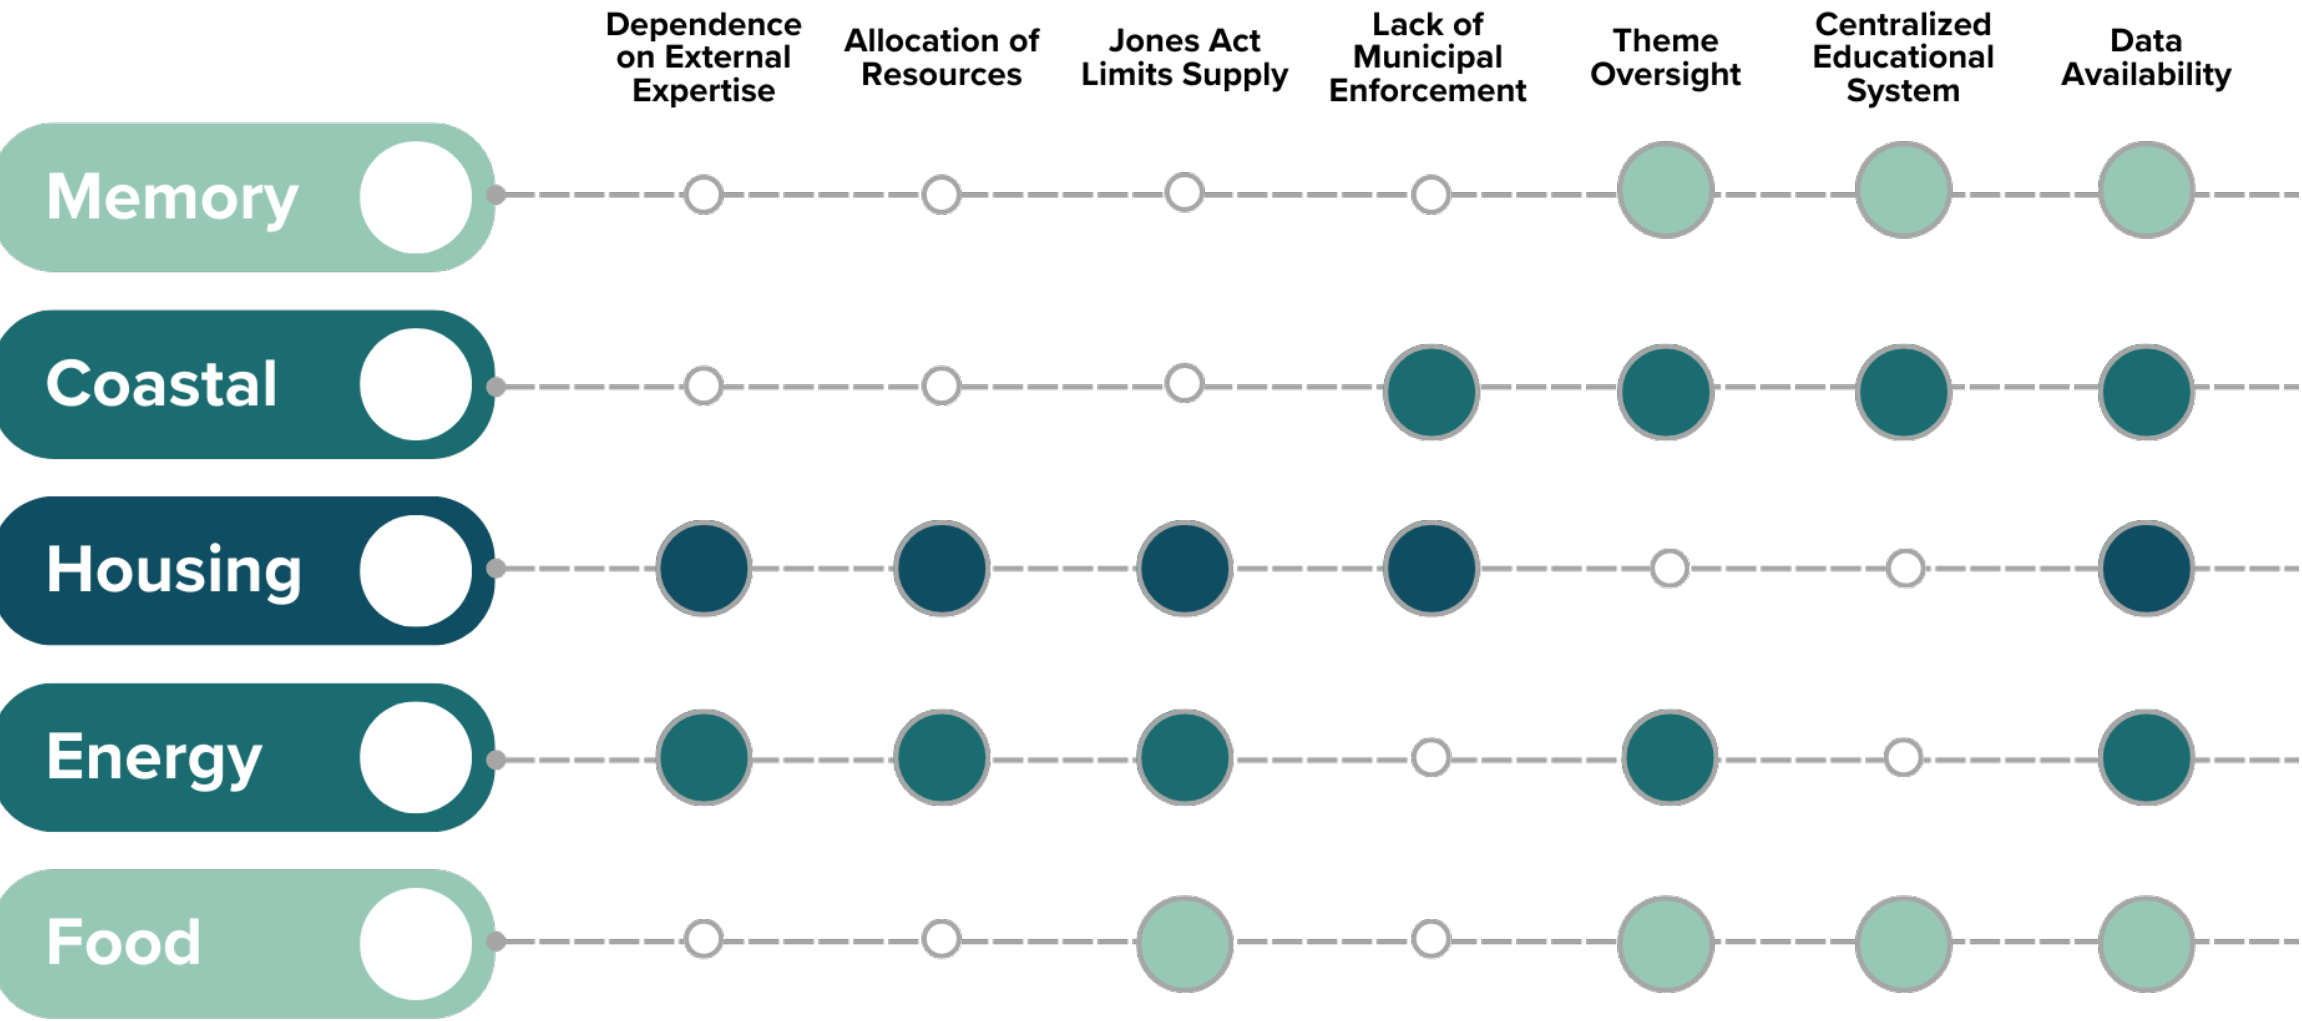 Dependence
on External
Expertise
Allocation of
Resources
Jones Act
Limits Supply
Lack of
Municipal
Enforcement
Theme
Oversight
Centralized
Educational
System
Data
Availability
Memory
Coastal
Housing
Energy
Food